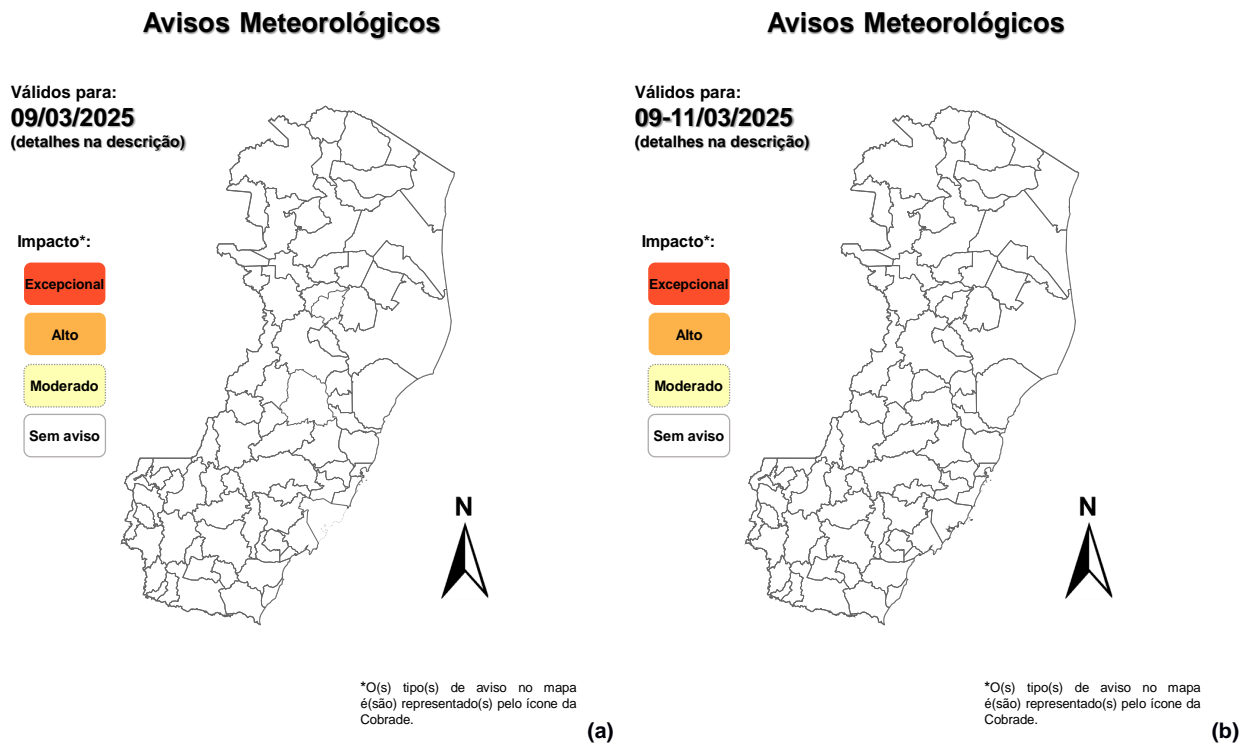 Avisos Meteorológicos
Válidos para:
09/03/2025
(detalhes na descrição)
Impacto*:
Excepcional
Alto
Moderado
Sem aviso
N
*O(s) tipo(s) de aviso no mapa
é(são) representado(s) pelo ícone da
Cobrade.
(a)
Avisos Meteorológicos
Válidos para:
09-11/03/2025
(detalhes na descrição)
Impacto*:
Excepcional
Alto
Moderado
Sem aviso
N
*O(s) tipo(s) de aviso no mapa
é(são) representado(s) pelo ícone da
Cobrade.
(b)